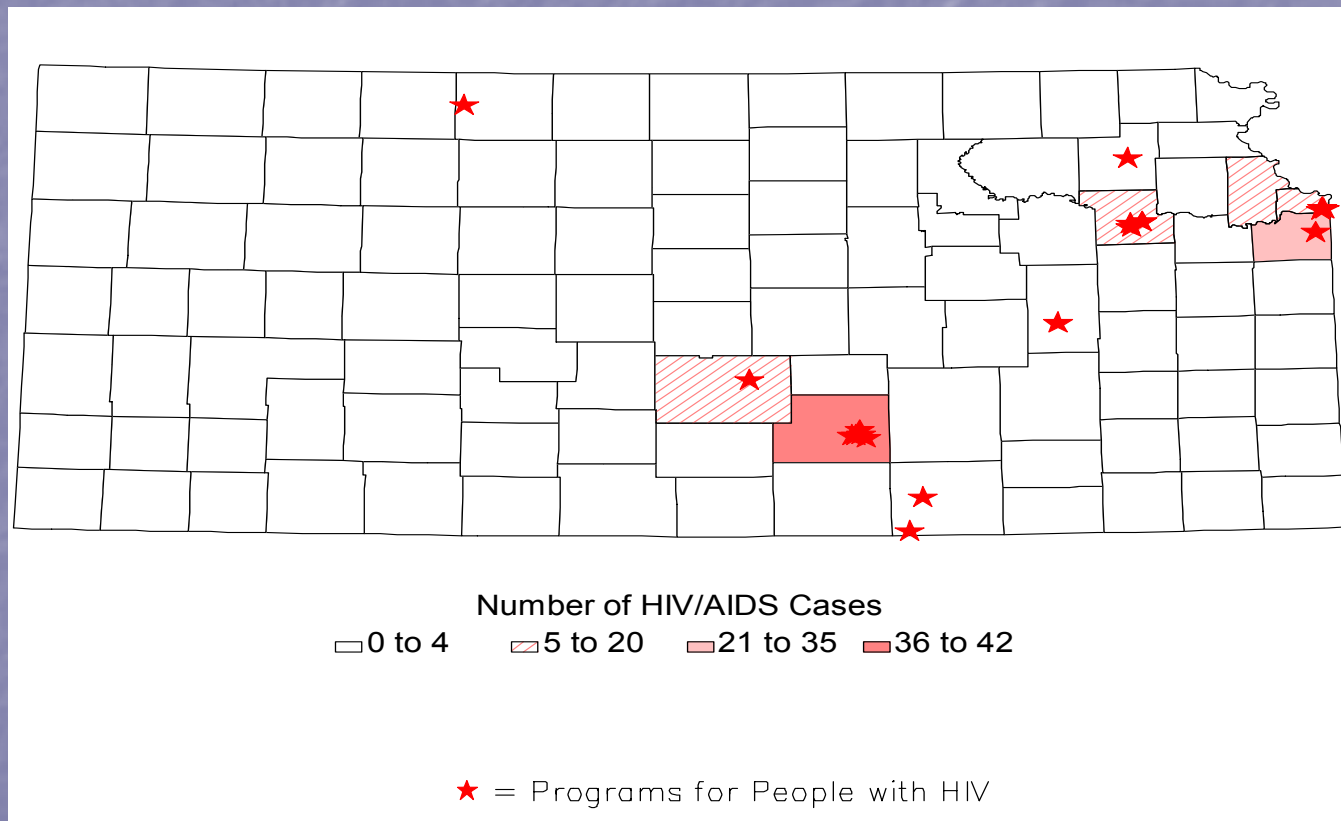 Number of HIV/AIDS Cases
0 to 4 5 to 20 21 to 35 36 to 42
= Programs for People with HIV